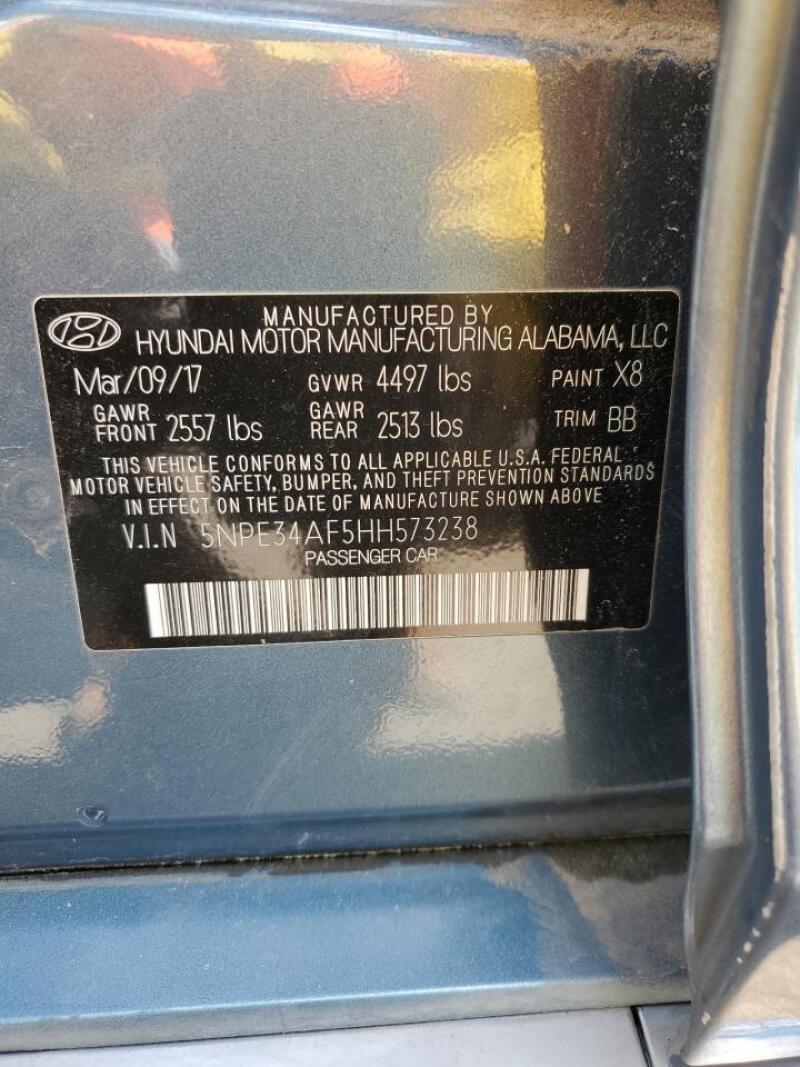 MANUFACTURED BY
HYUNDAI MOTOR MANUFACTURING ALABAMA, LLC
Mar/09/17 GVWR 4497 lbs PAINT X8
GAWR FRONT 2557 lbs GAWR REAR 2513 lbs TRIM BB
THIS VEHICLE CONFORMS TO ALL APPLICABLE U.S.A. FEDERAL
MOTOR VEHICLE SAFETY, BUMPER, AND THEFT PREVENTION STANDARDS
IN EFFECT ON THE DATE OF MANUFACTURE SHOWN ABOVE
V.I.N 5NPE34AF5HH573238
PASSENGER CAR